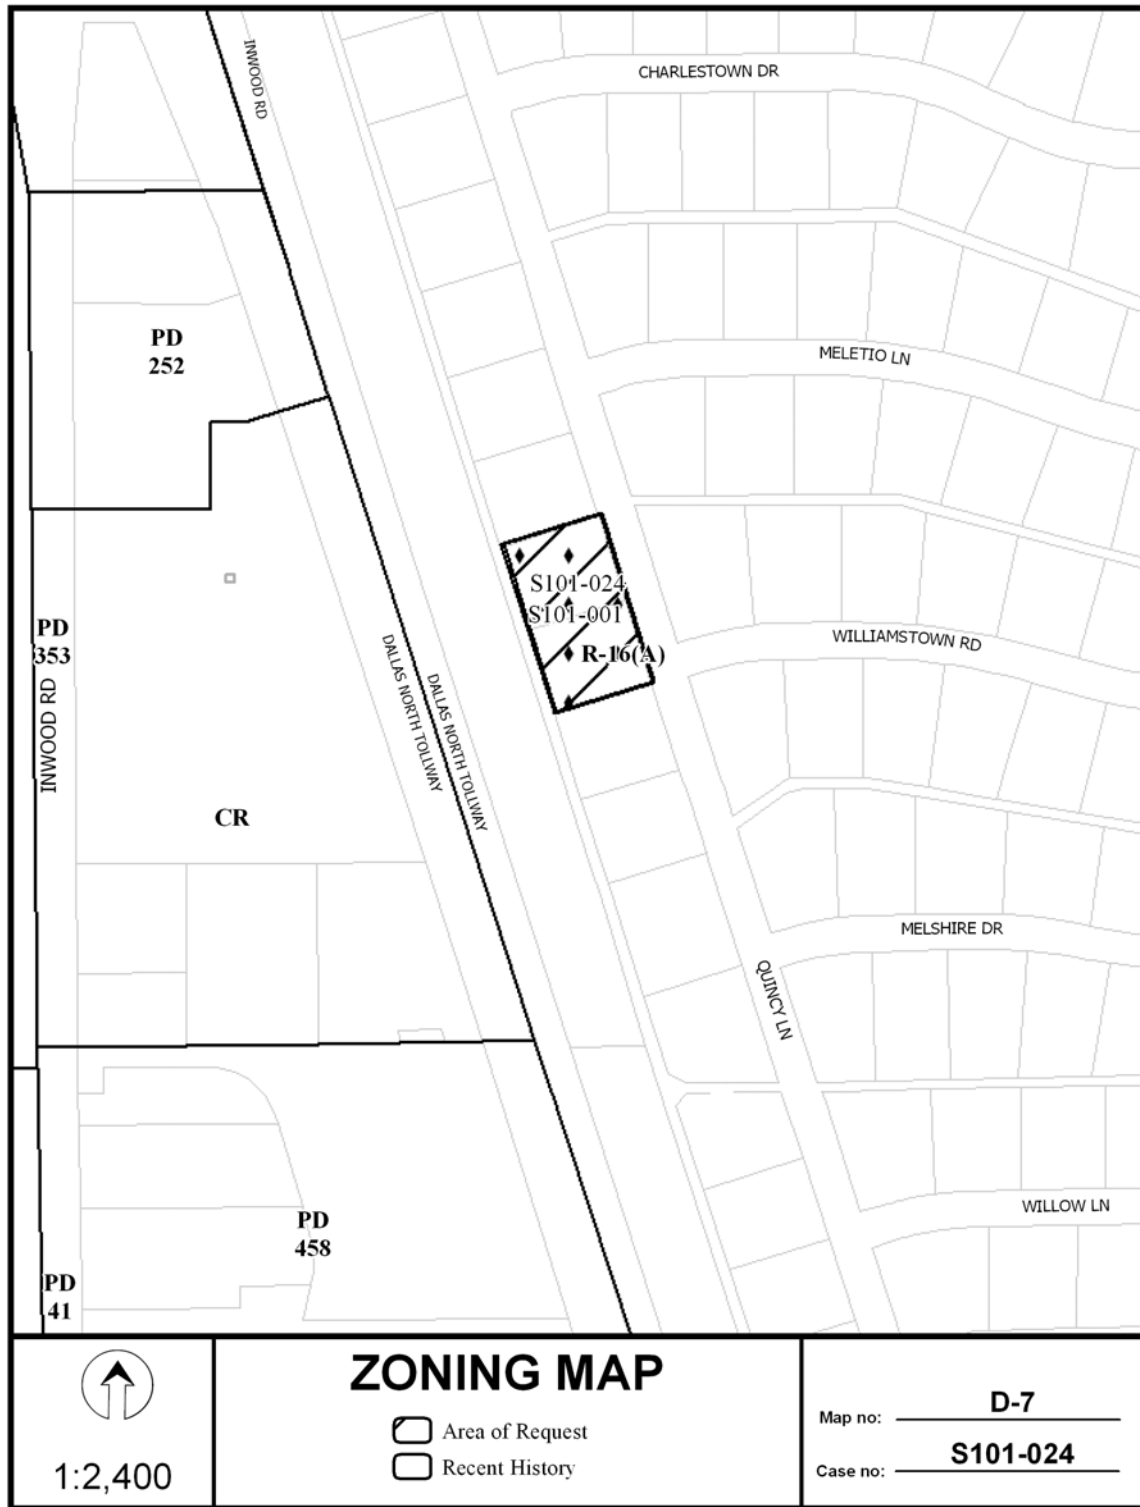 INWOOD RD
CHARLESTOWN DR
PD
252
MELETIO LN
S101-024
S101-001
PD
353
R-16(A)
WILLIAMSTOWN RD
INWOOD RD
DALLAS NORTH TOLLWAY
DALLAS NORTH TOLLWAY
CR
MELSHIRE DR
QUINCY LN
WILLOW LN
PD
458
PD
41
1:2,400
ZONING MAP
Area of Request
Recent History
Map no: D-7
Case no: S101-024